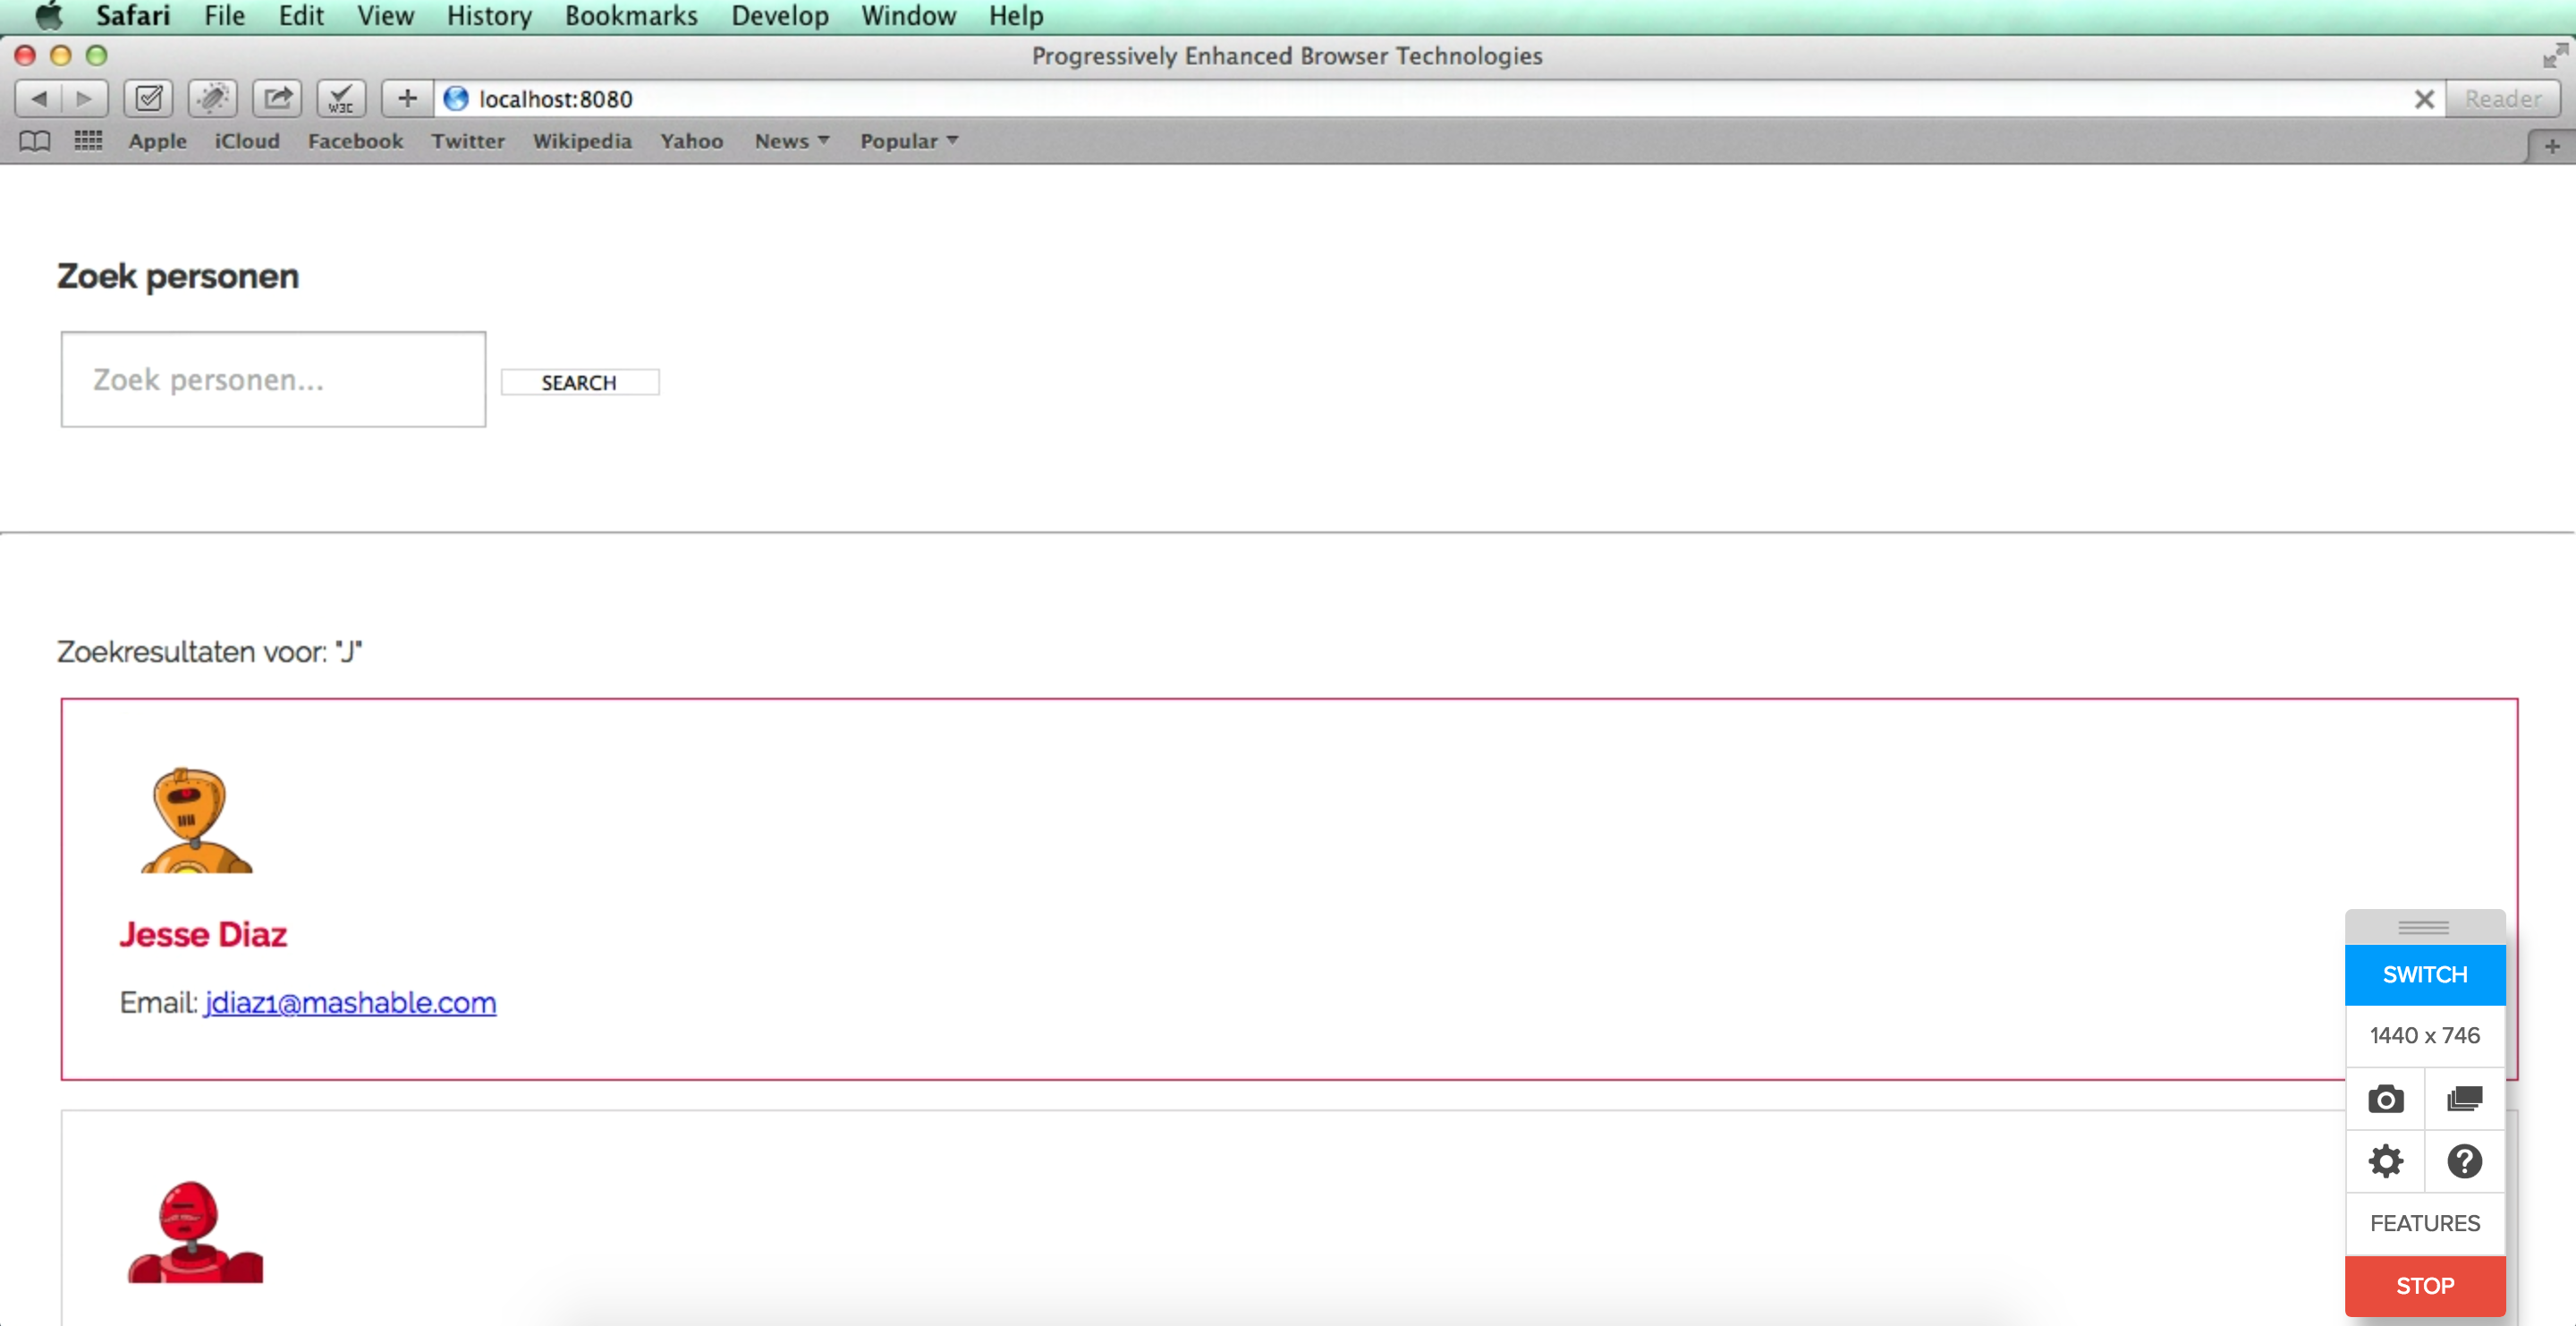 Safari File Edit View History Bookmarks Develop Window Help
Progressively Enhanced Browser Technologies
W3C localhost:8080 Reader
Apple iCloud Facebook Twitter Wikipedia Yahoo News Popular
Zoek personen
Zoek personen... SEARCH
Zoekresultaten voor: "J"
Jesse Diaz
Email: jdiaz1@mashable.com
SWITCH
1440 x 746
FEATURES
STOP